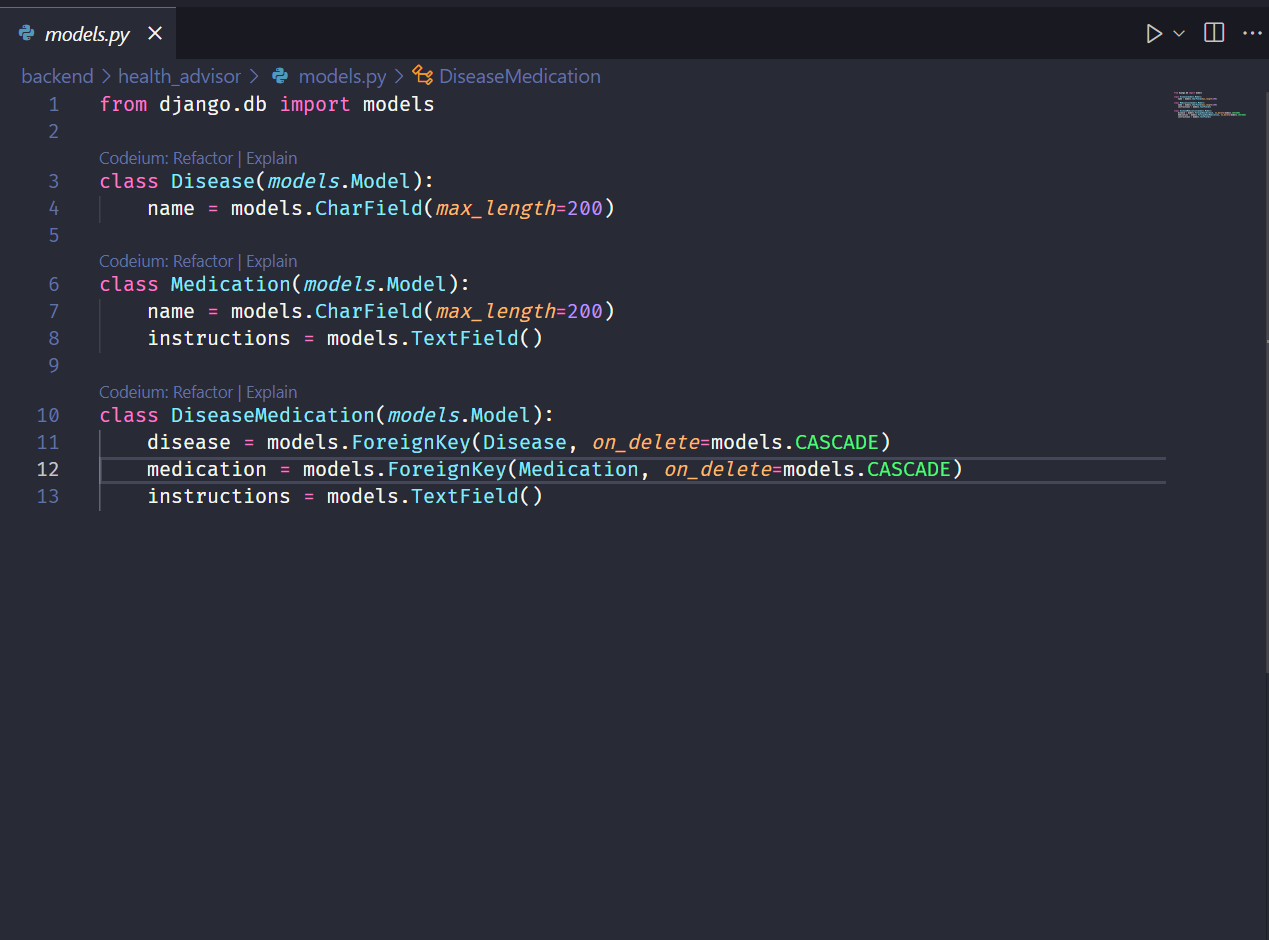 models.py
backend > health_advisor > models.py > DiseaseMedication
1 from django.db import models
2
Codeium: Refactor | Explain
3 class Disease(models.Model):
4     name = models.CharField(max_length=200)
5
Codeium: Refactor | Explain
6 class Medication(models.Model):
7     name = models.CharField(max_length=200)
8     instructions = models.TextField()
9
Codeium: Refactor | Explain
10 class DiseaseMedication(models.Model):
11     disease = models.ForeignKey(Disease, on_delete=models.CASCADE)
12     medication = models.ForeignKey(Medication, on_delete=models.CASCADE)
13     instructions = models.TextField()